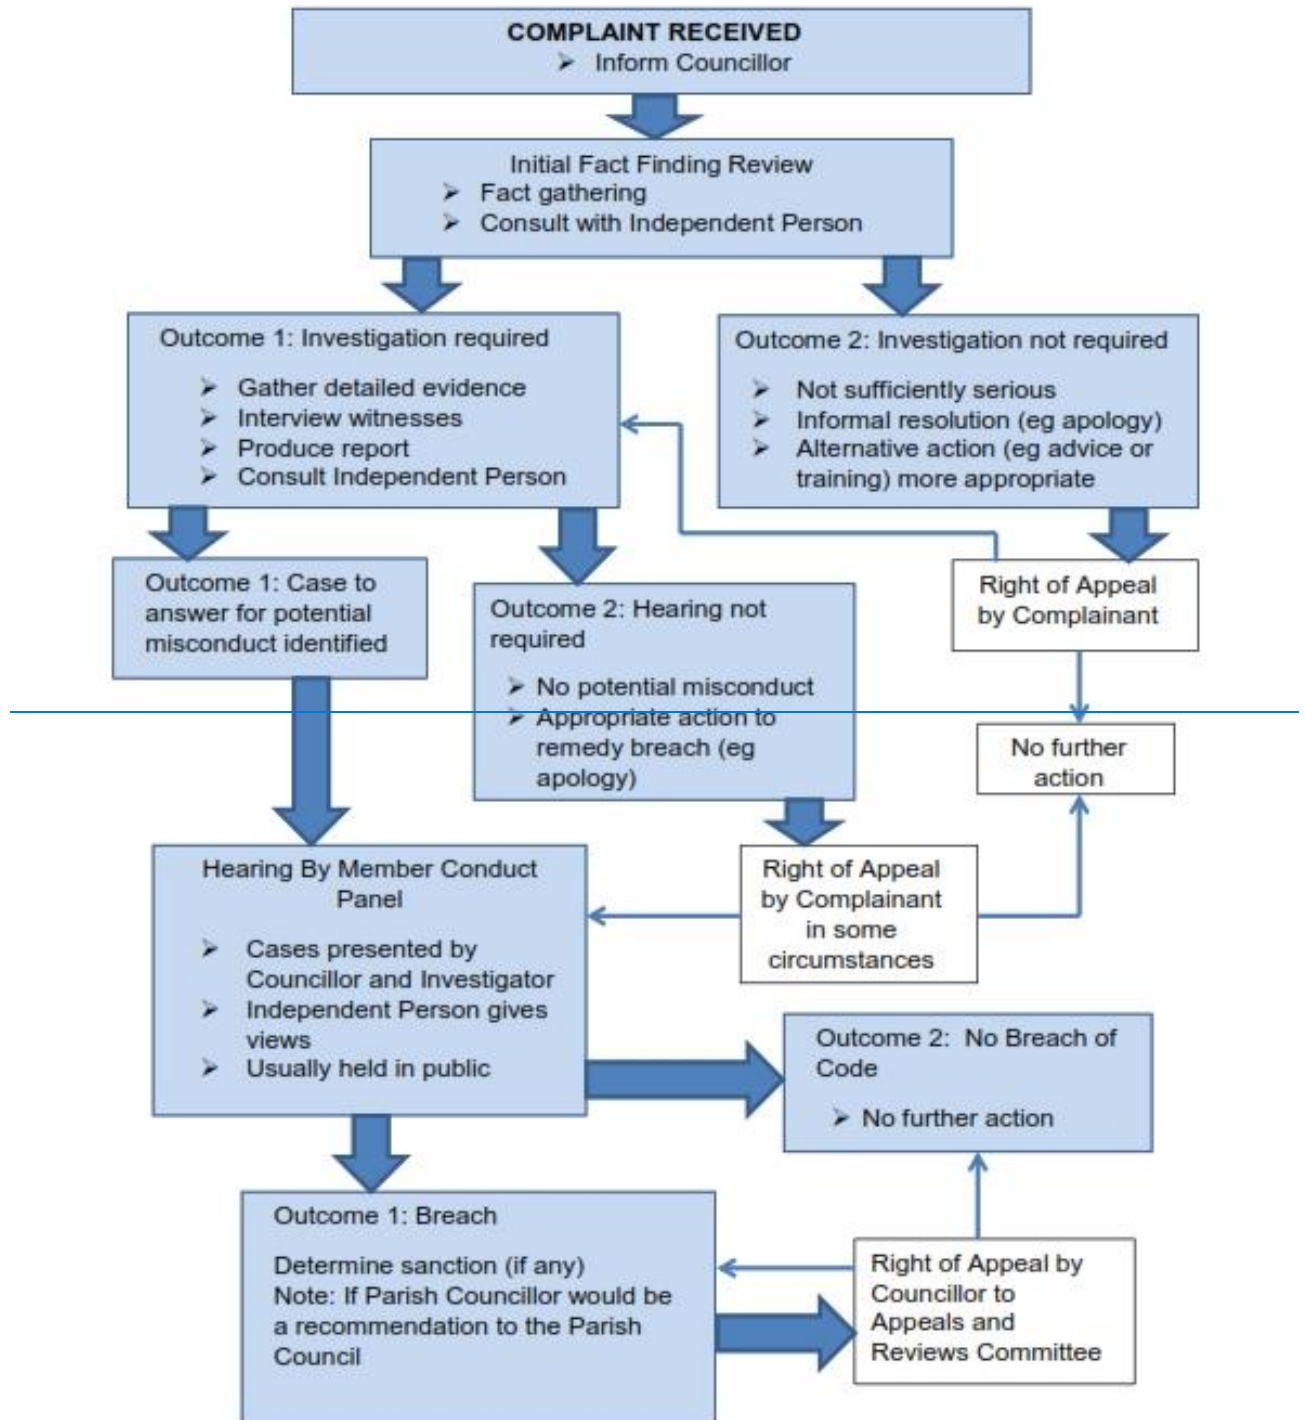 COMPLAINT RECEIVED
➢ Inform Councillor
Initial Fact Finding Review
➢ Fact gathering
➢ Consult with Independent Person
Outcome 1: Investigation required
➢ Gather detailed evidence
➢ Interview witnesses
➢ Produce report
➢ Consult Independent Person
Outcome 2: Investigation not required
➢ Not sufficiently serious
➢ Informal resolution (eg apology)
➢ Alternative action (eg advice or
training) more appropriate
Outcome 1: Case to
answer for potential
misconduct identified
Outcome 2: Hearing not
required
➢ No potential misconduct
➢ Appropriate action to
remedy breach (eg
apology)
Right of Appeal
by Complainant
No further
action
Hearing By Member Conduct
Panel
➢ Cases presented by
Councillor and Investigator
➢ Independent Person gives
views
➢ Usually held in public
Right of Appeal
by Complainant
in some
circumstances
Outcome 2: No Breach of
Code
➢ No further action
Outcome 1: Breach
Determine sanction (if any)
Note: If Parish Councillor would be
a recommendation to the Parish
Council
Right of Appeal by
Councillor to
Appeals and
Reviews Committee